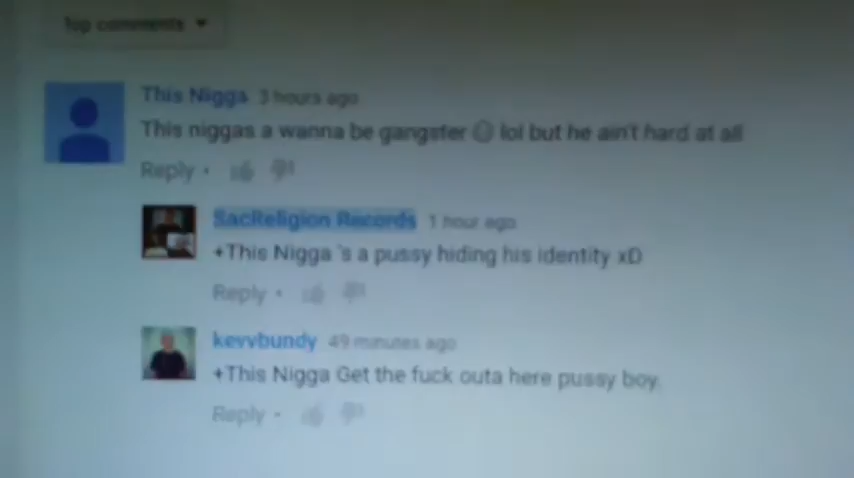 Top comments
This Nigga 3 hours ago
This niggas a wanna be gangster lol but he ain't hard at all
Reply •
SacReligion Records 1 hour ago
+This Nigga 's a pussy hiding his identity xD
Reply •
kevvbundy 49 minutes ago
+This Nigga Get the fuck outa here pussy boy.
Reply •